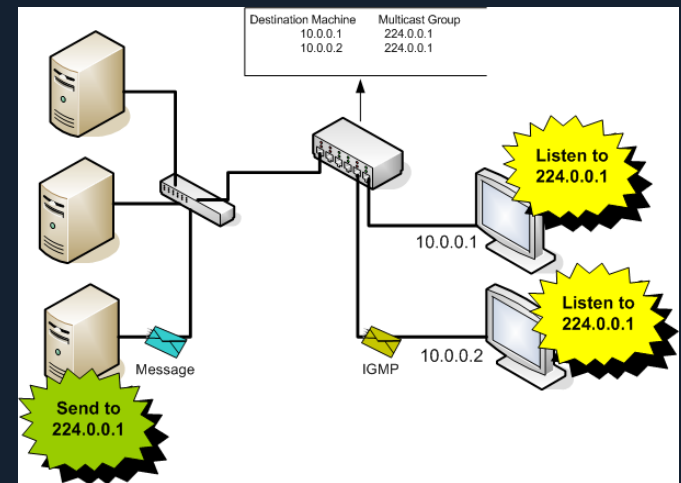 Destination Machine Multicast Group
10.0.0.1 224.0.0.1
10.0.0.2 224.0.0.1
Listen to
224.0.0.1
10.0.0.1
Listen to
224.0.0.1
10.0.0.2
IGMP
Message
Send to
224.0.0.1